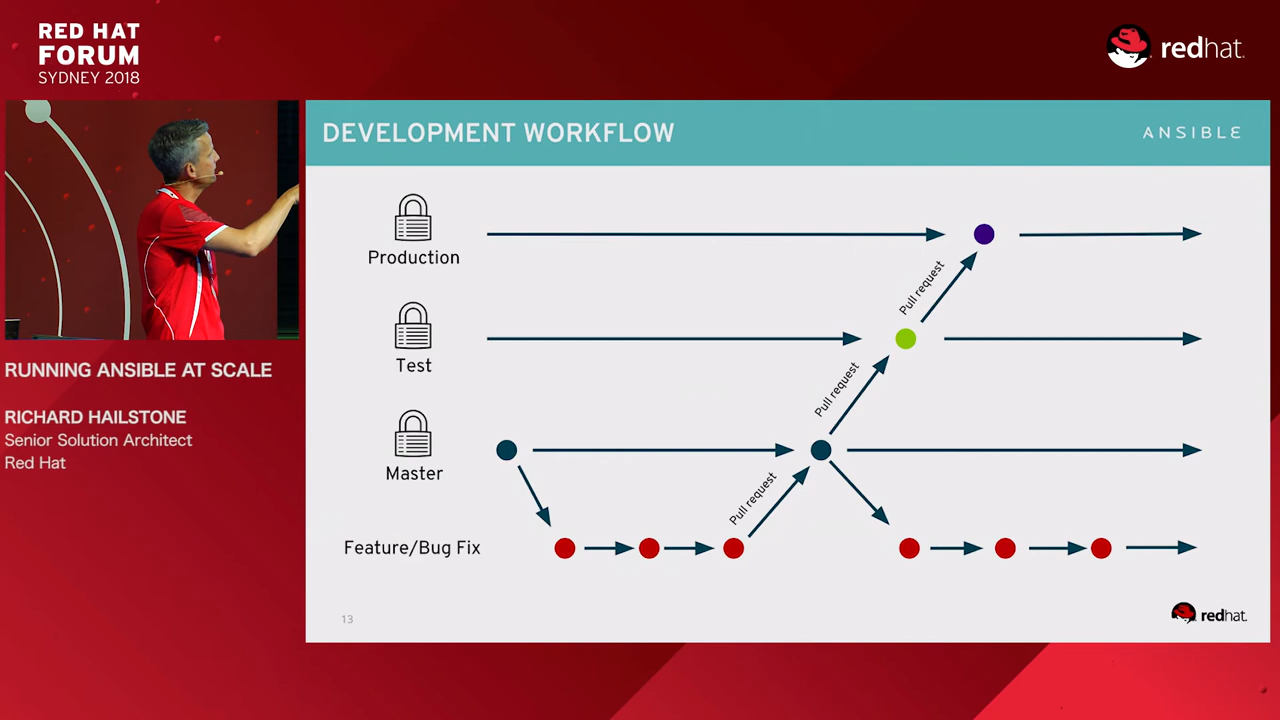 RED HAT
FORUM
SYDNEY 2018
redhat.
DEVELOPMENT WORKFLOW
ANSIBLE
Production
Pull request
Test
Pull request
Master
Pull request
Feature/Bug Fix
13
redhat.
RUNNING ANSIBLE AT SCALE
RICHARD HAILSTONE
Senior Solution Architect
Red Hat